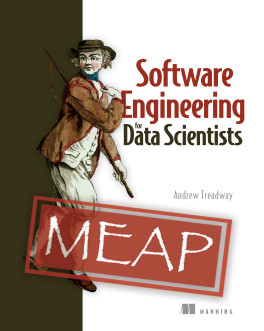 Software
Engineering
for
Data Scientists
Andrew Treadway
MEAP
MANNING